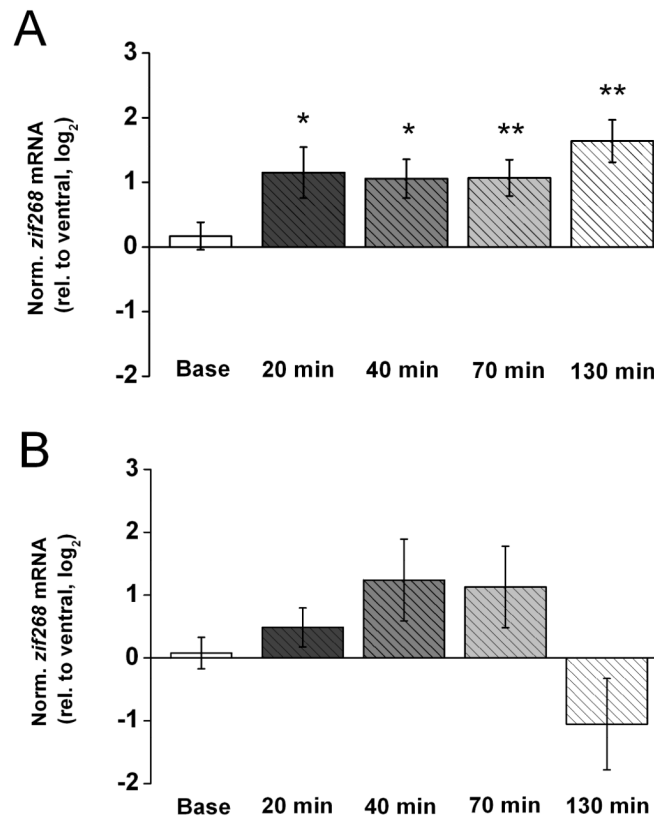 A
Norm. zif268 mRNA
(rel. to ventral, log2)
3
2
1
0
-1
-2
*
*
**
**
Base 20 min 40 min 70 min 130 min
B
Norm. zif268 mRNA
(rel. to ventral, log2)
3
2
1
0
-1
-2
Base 20 min 40 min 70 min 130 min